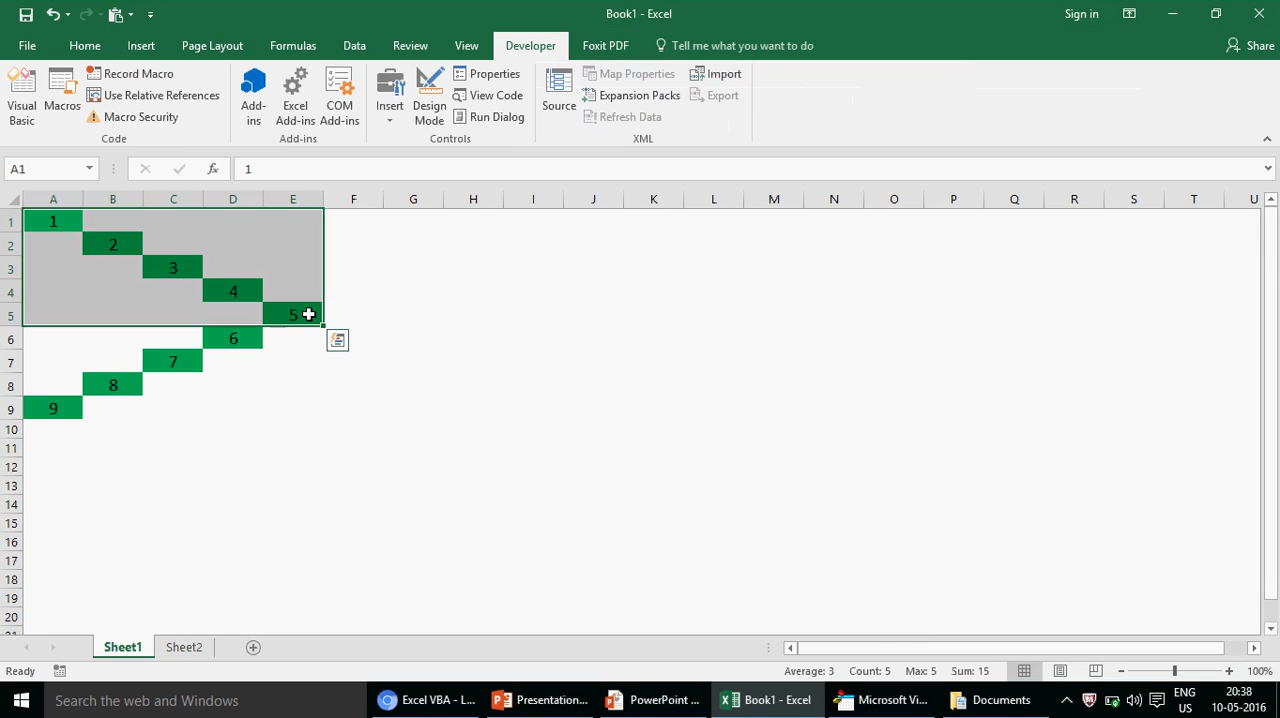 Book1 - Excel
Sign in
File Home Insert Page Layout Formulas Data Review View Developer Foxit PDF Tell me what you want to do Share
Visual Basic
Macros
Record Macro
Use Relative References
Macro Security
Code
Add-ins
Excel Add-ins
COM Add-ins
Add-ins
Insert
Design Mode
Properties
View Code
Run Dialog
Controls
Source
Map Properties
Expansion Packs
Refresh Data
Import
Export
XML
A1 fx 1
A B C D E F G H I J K L M N O P Q R S T U
1 1
2 2
3 3
4 4
5 5
6 6
7 7
8 8
9 9
10
11
12
13
14
15
16
17
18
19
20
21
Sheet1 Sheet2
Ready Average: 3 Count: 5 Max: 5 Sum: 15 100%
Search the web and Windows
Excel VBA - L...
Presentation...
PowerPoint ...
Book1 - Excel
Microsoft Vi...
Documents
ENG
US
20:38
10-05-2016